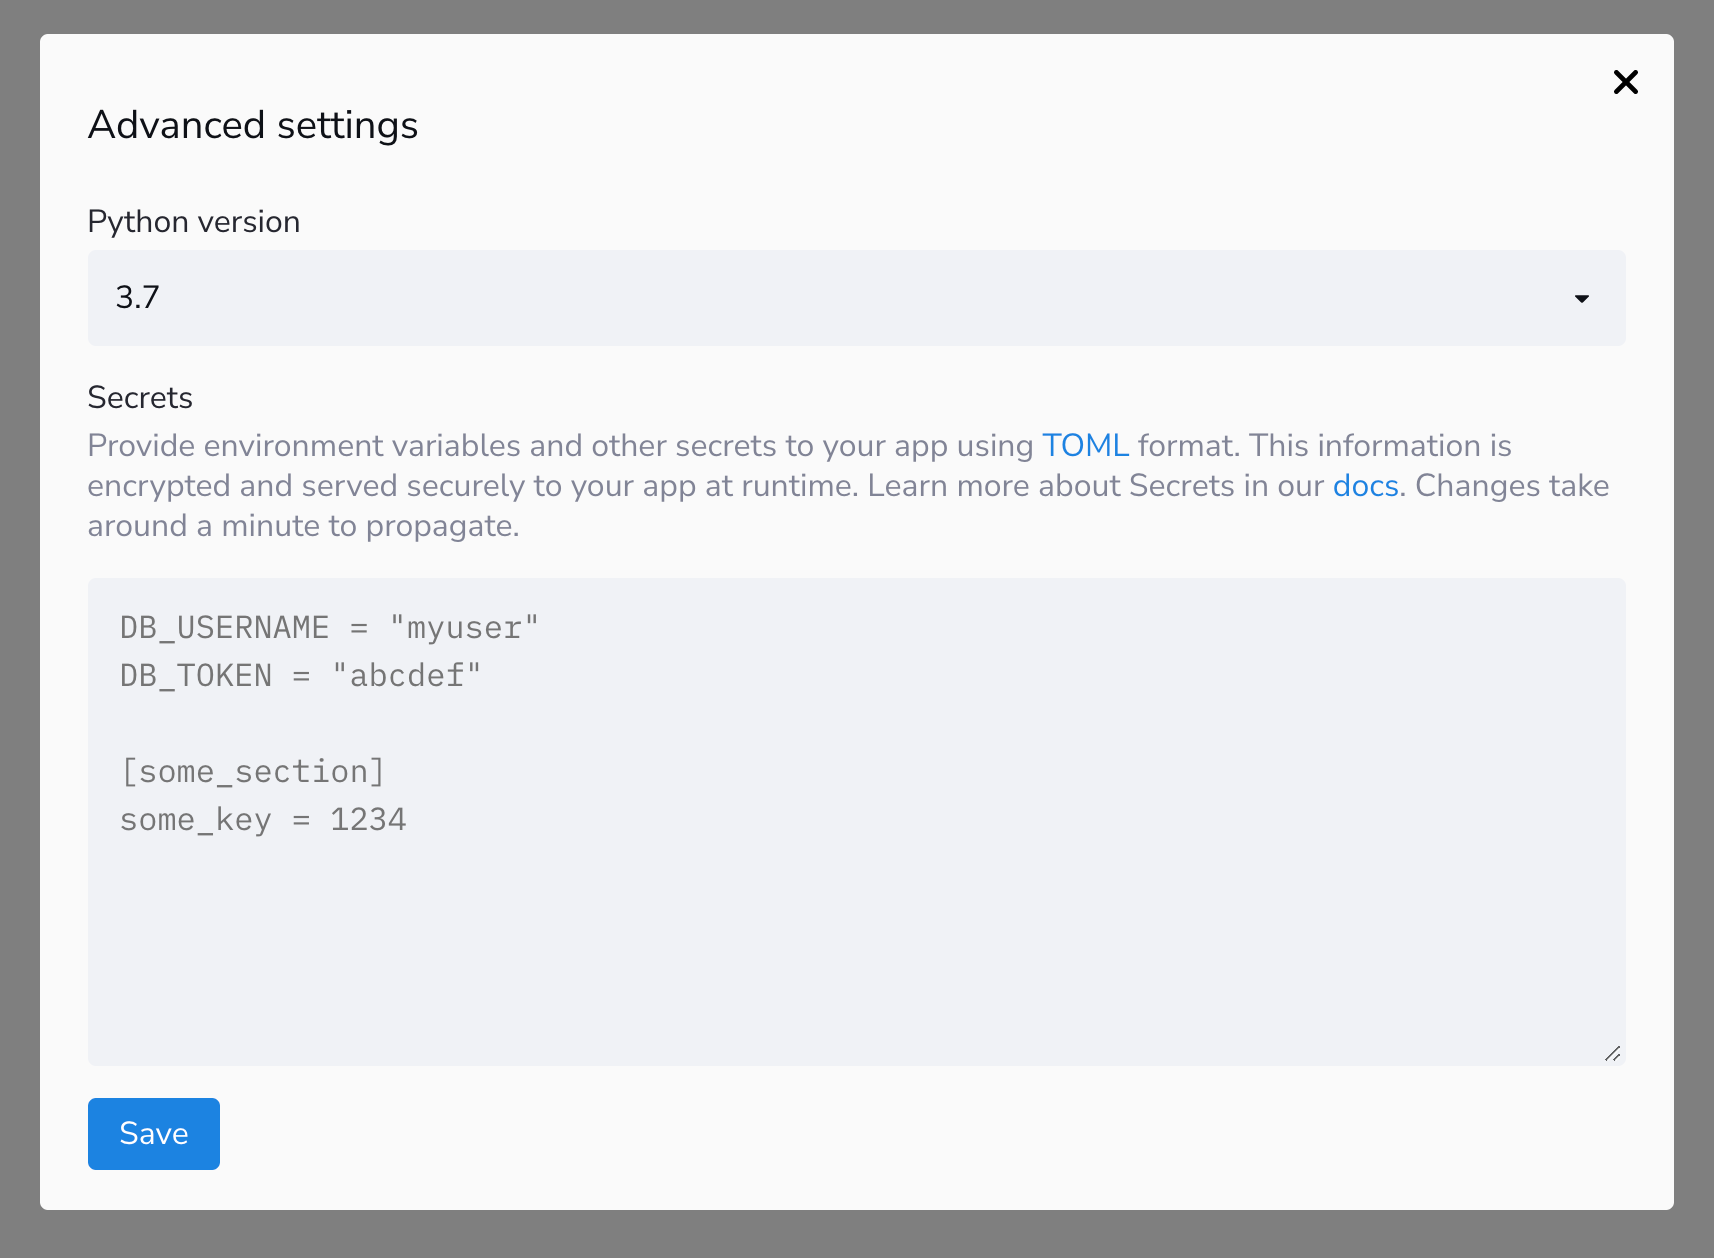 Advanced settings
Python version
3.7
Secrets
Provide environment variables and other secrets to your app using TOML format. This information is
encrypted and served securely to your app at runtime. Learn more about Secrets in our docs. Changes take
around a minute to propagate.
DB_USERNAME = "myuser"
DB_TOKEN = "abcdef"
[some_section]
some_key = 1234
Save